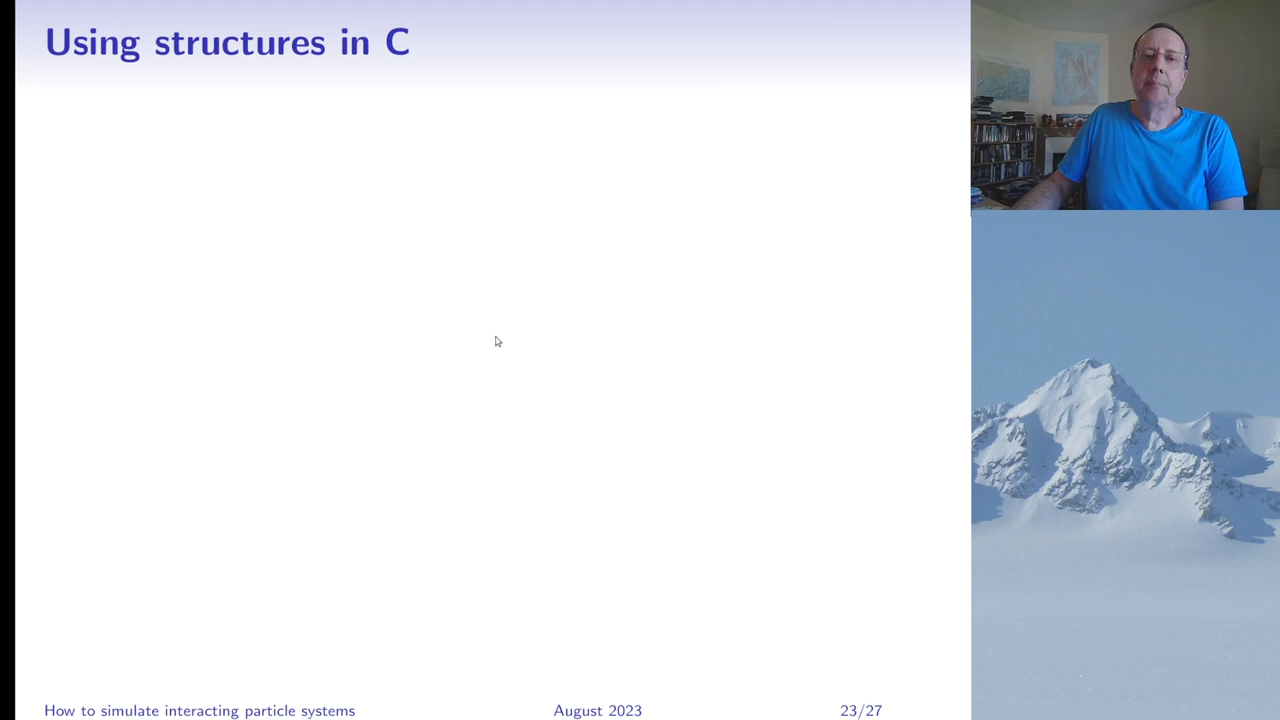 Using structures in C
How to simulate interacting particle systems
August 2023
23/27